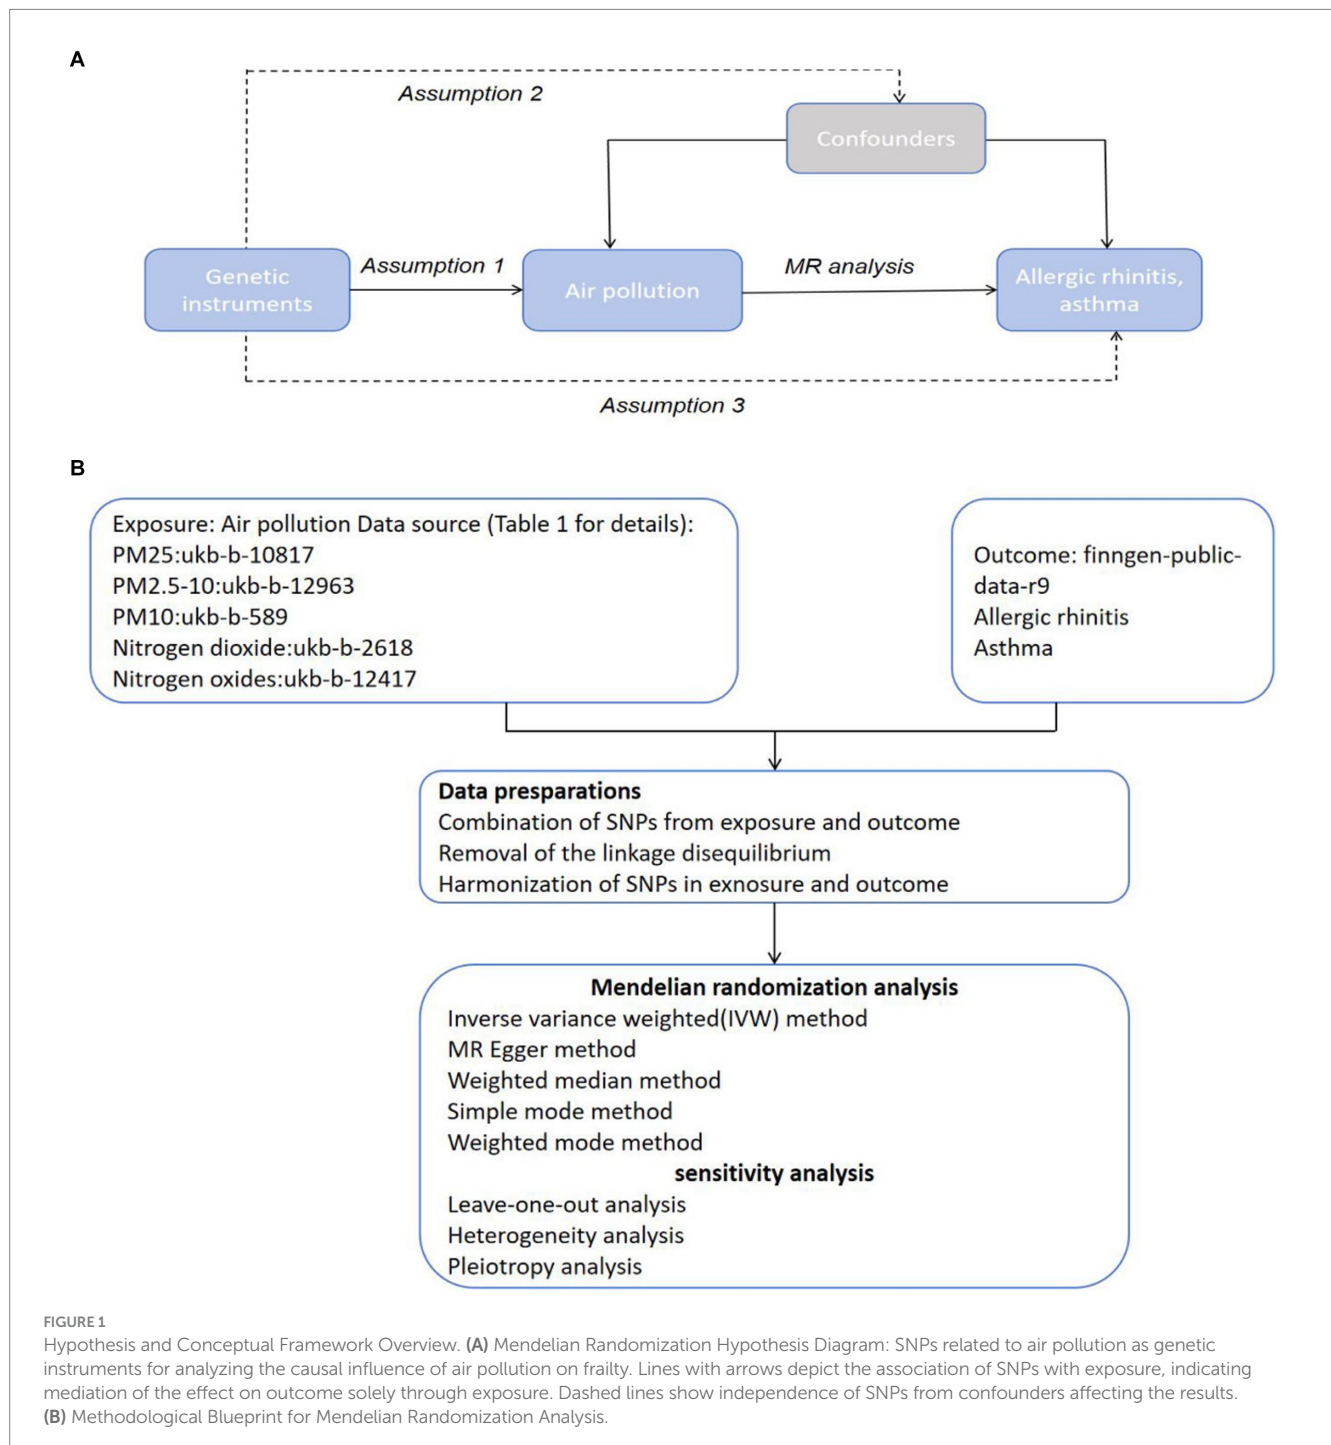 A
Assumption 2
Confounders
Assumption 1
MR analysis
Genetic
instruments
Air pollution
Allergic rhinitis,
asthma
Assumption 3
B
Exposure: Air pollution Data source (Table 1 for details):
PM25:ukb-b-10817
PM2.5-10:ukb-b-12963
PM10:ukb-b-589
Nitrogen dioxide:ukb-b-2618
Nitrogen oxides:ukb-b-12417
Outcome: finngen-public-
data-r9
Allergic rhinitis
Asthma
Data presparations
Combination of SNPs from exposure and outcome
Removal of the linkage disequilibrium
Harmonization of SNPs in exnosure and outcome
Mendelian randomization analysis
Inverse variance weighted(IVW) method
MR Egger method
Weighted median method
Simple mode method
Weighted mode method
sensitivity analysis
Leave-one-out analysis
Heterogeneity analysis
Pleiotropy analysis
FIGURE 1
Hypothesis and Conceptual Framework Overview. (A) Mendelian Randomization Hypothesis Diagram: SNPs related to air pollution as genetic
instruments for analyzing the causal influence of air pollution on frailty. Lines with arrows depict the association of SNPs with exposure, indicating
mediation of the effect on outcome solely through exposure. Dashed lines show independence of SNPs from confounders affecting the results.
(B) Methodological Blueprint for Mendelian Randomization Analysis.